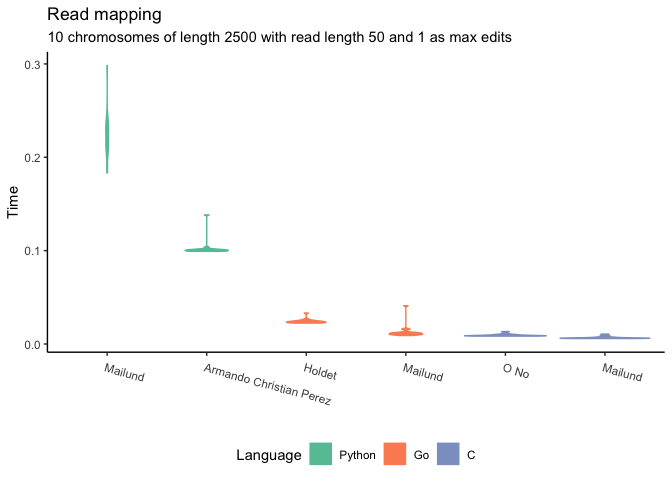 Read mapping
10 chromosomes of length 2500 with read length 50 and 1 as max edits
Time
0.3
0.2
0.1
0.0
Mailund
Armando Christian Perez
Holdet
Mailund
O No
Mailund
Language Python Go C